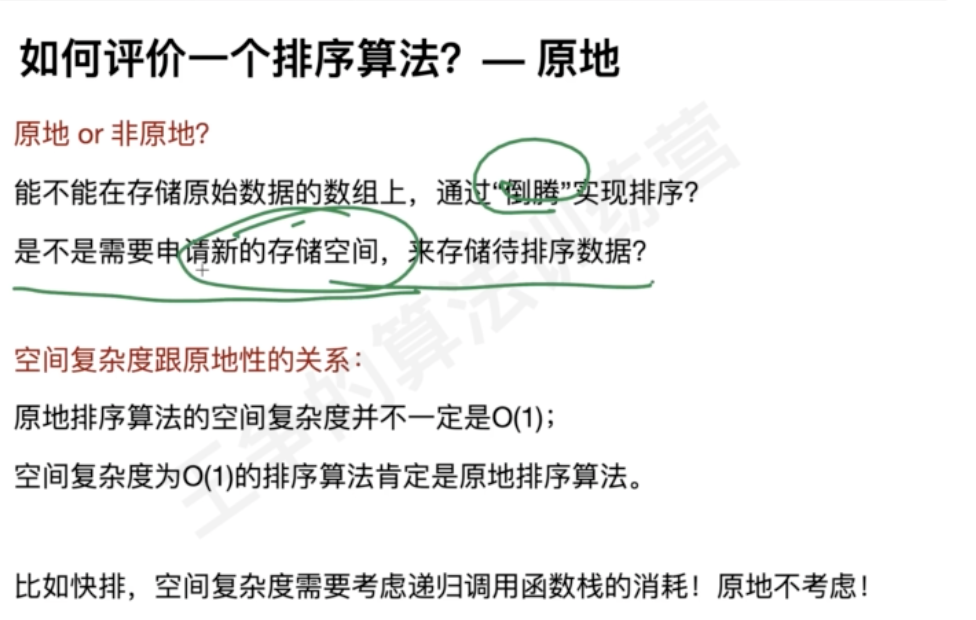 如何评价一个排序算法？— 原地
原地 or 非原地？
能不能在存储原始数据的数组上，通过“倒腾”实现排序？
是不是需要申请新的存储空间，来存储待排序数据？
空间复杂度跟原地性的关系：
原地排序算法的空间复杂度并不一定是O(1)；
空间复杂度为O(1)的排序算法肯定是原地排序算法。
比如快排，空间复杂度需要考虑递归调用函数栈的消耗！原地不考虑！
王争的算法训练营